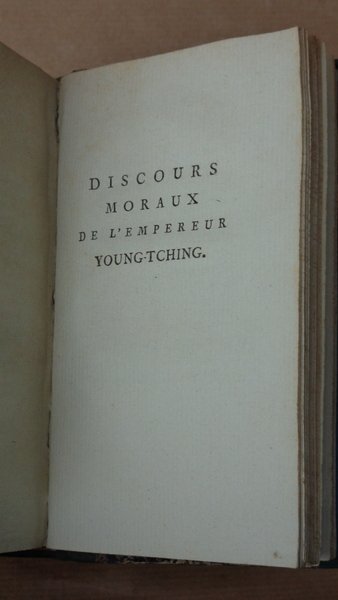 DISCOURS
MORAUX
DE L'EMPEREUR
YOUNG-TCHING.